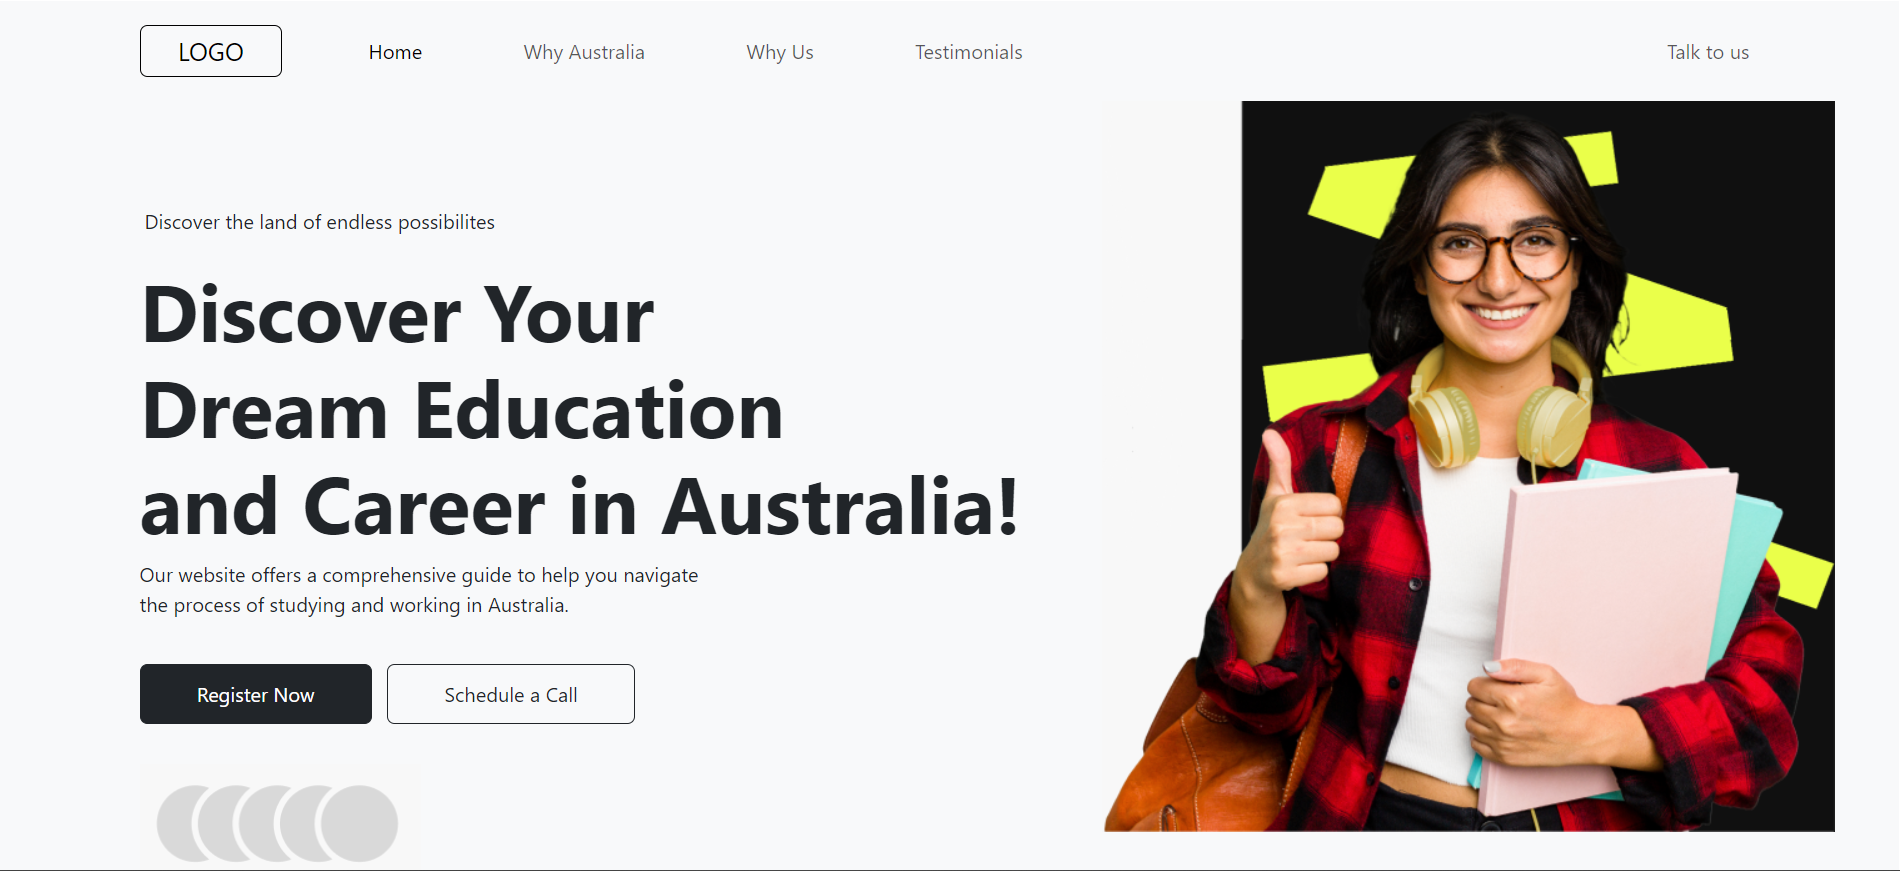 LOGO
Home
Why Australia
Why Us
Testimonials
Talk to us
Discover the land of endless possibilites
Discover Your
Dream Education
and Career in Australia!
Our website offers a comprehensive guide to help you navigate
the process of studying and working in Australia.
Register Now
Schedule a Call